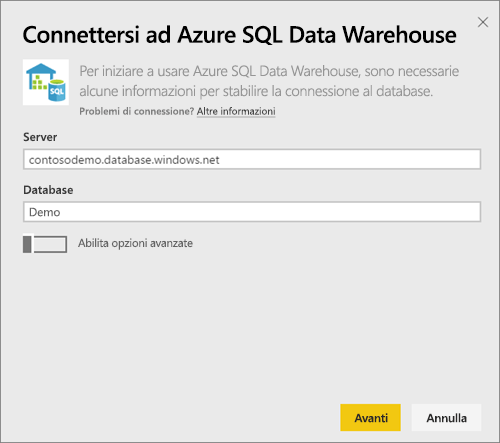 Connettersi ad Azure SQL Data Warehouse
SQL
Per iniziare a usare Azure SQL Data Warehouse, sono necessarie
alcune informazioni per stabilire la connessione al database.
Problemi di connessione? Altre informazioni
Server
contosodemo.database.windows.net
Database
Demo
Abilita opzioni avanzate
Avanti Annulla